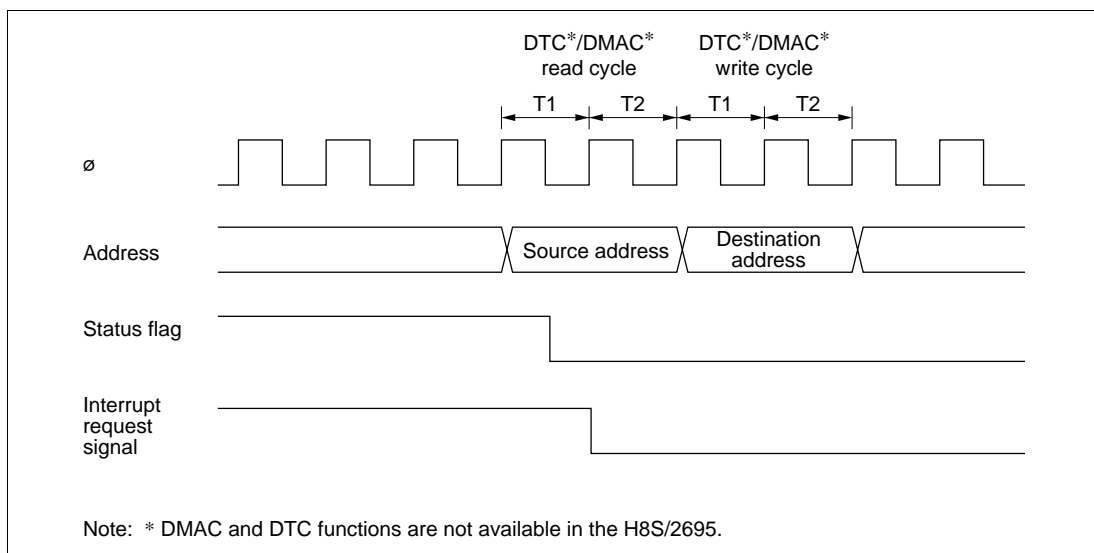 DTC*/DMAC*
read cycle
DTC*/DMAC*
write cycle
T1
T2
T1
T2
ø
Address
Source address
Destination
address
Status flag
Interrupt
request
signal
Note: * DMAC and DTC functions are not available in the H8S/2695.